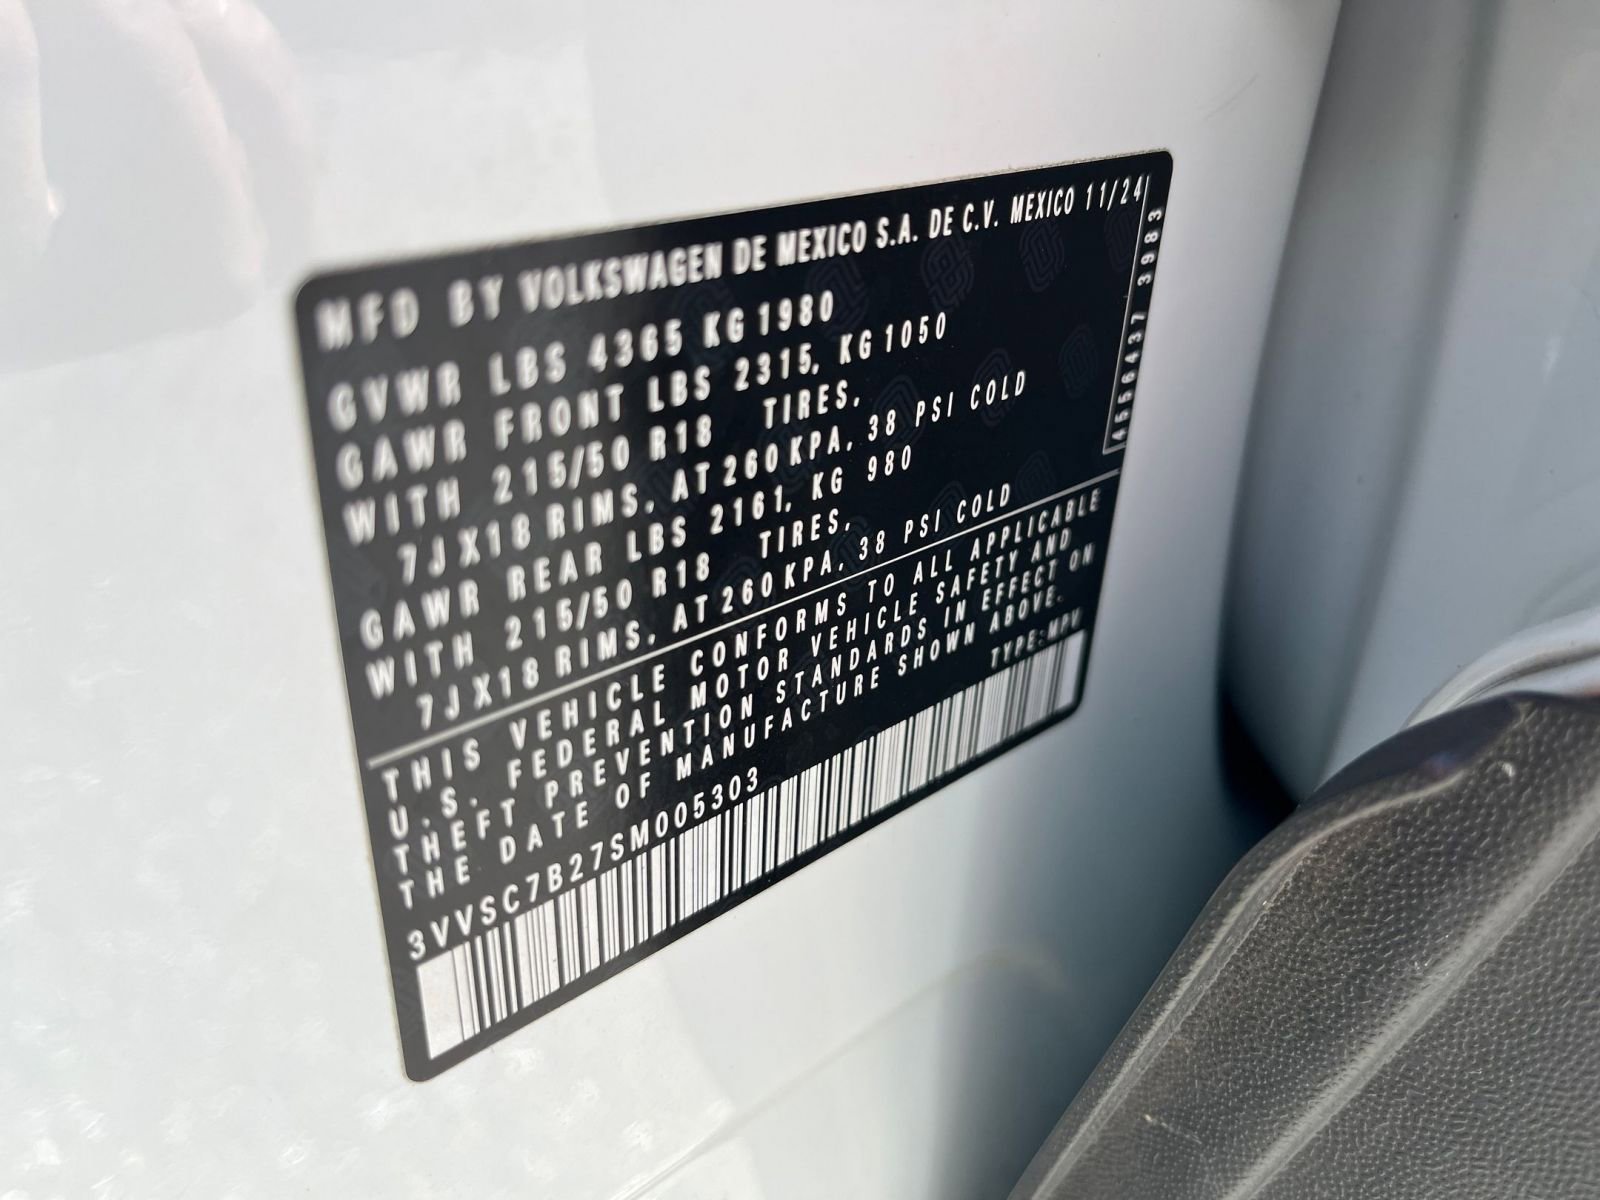 MFD BY VOLKSWAGEN DE MEXICO S.A. DE C.V. MEXICO 11/24
GVWR LBS 4365 KG 1980
GAWR FRONT LBS 2315, KG 1050
WITH 215/50 R18 TIRES,
7J X18 RIMS, AT 260 KPA, 38 PSI COLD
GAWR REAR LBS 2161, KG 980
WITH 215/50 R18 TIRES,
7JX18 RIMS, AT 260 KPA, 38 PSI COLD
4556437 3983
THIS VEHICLE CONFORMS TO ALL APPLICABLE
U.S. FEDERAL MOTOR VEHICLE SAFETY AND
THEFT PREVENTION STANDARDS IN EFFECT ON
THE DATE OF MANUFACTURE SHOWN ABOVE.
3VVSC7B27SM005303 TYPE:MPV